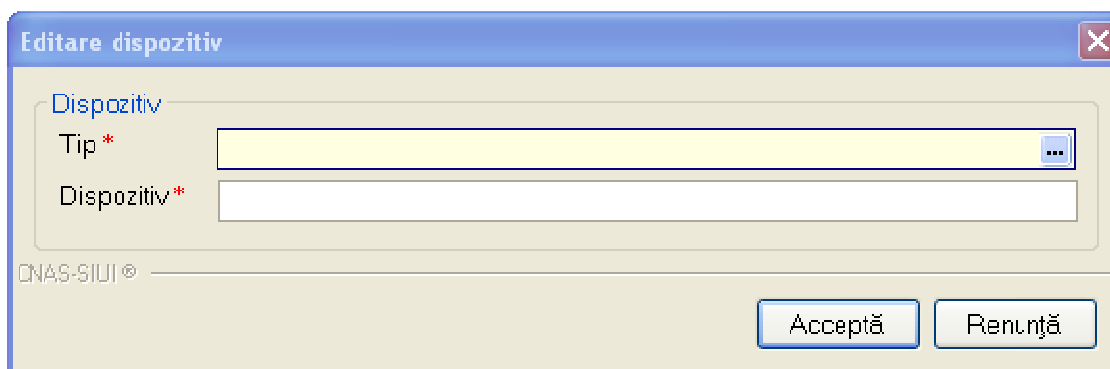 Editare dispozitiv
Dispozitiv
Tip *
...
Dispozitiv *
CNAS-SIUI ®
Acceptă Renunţă